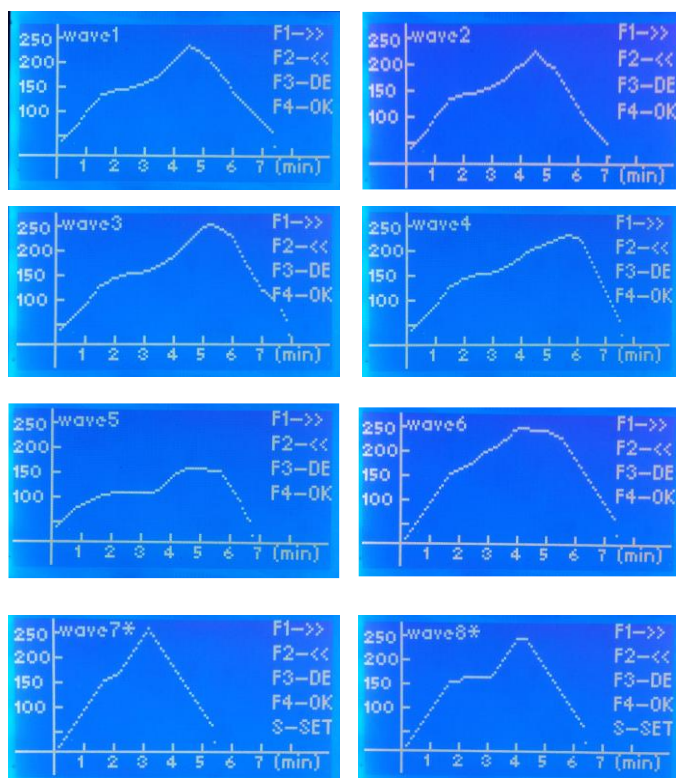 250 wave1 F1->>
200 F2-<<
150 F3-DE
100 F4-OK
1 2 3 4 5 6 7 (min)
250 wave2 F1->>
200 F2-<<
150 F3-DE
100 F4-OK
1 2 3 4 5 6 7 (min)
250 wave3 F1->>
200 F2-<<
150 F3-DE
100 F4-OK
1 2 3 4 5 6 7 (min)
250 wave4 F1->>
200 F2-<<
150 F3-DE
100 F4-OK
1 2 3 4 5 6 7 (min)
250 wave5 F1->>
200 F2-<<
150 F3-DE
100 F4-OK
1 2 3 4 5 6 7 (min)
250 wave6 F1->>
200 F2-<<
150 F3-DE
100 F4-OK
1 2 3 4 5 6 7 (min)
250 wave7* F1->>
200 F2-<<
150 F3-DE
100 F4-OK
S-SET
1 2 3 4 5 6 7 (min)
250 wave8* F1->>
200 F2-<<
150 F3-DE
100 F4-OK
S-SET
1 2 3 4 5 6 7 (min)